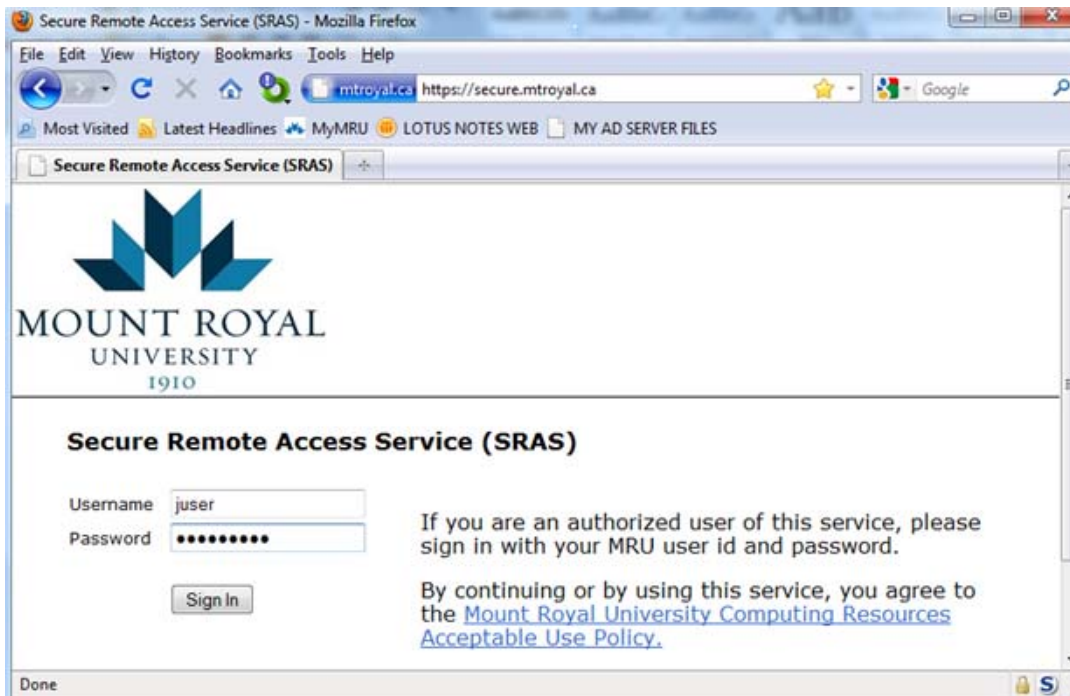 Secure Remote Access Service (SRAS) - Mozilla Firefox
File Edit View History Bookmarks Tools Help
mtroyal.ca https://secure.mtroyal.ca Google
Most Visited Latest Headlines MyMRU LOTUS NOTES WEB MY AD SERVER FILES
Secure Remote Access Service (SRAS)
MOUNT ROYAL
UNIVERSITY
1910
Secure Remote Access Service (SRAS)
Username juser
Password •••••••••
Sign In
If you are an authorized user of this service, please
sign in with your MRU user id and password.
By continuing or by using this service, you agree to
the Mount Royal University Computing Resources
Acceptable Use Policy.
Done